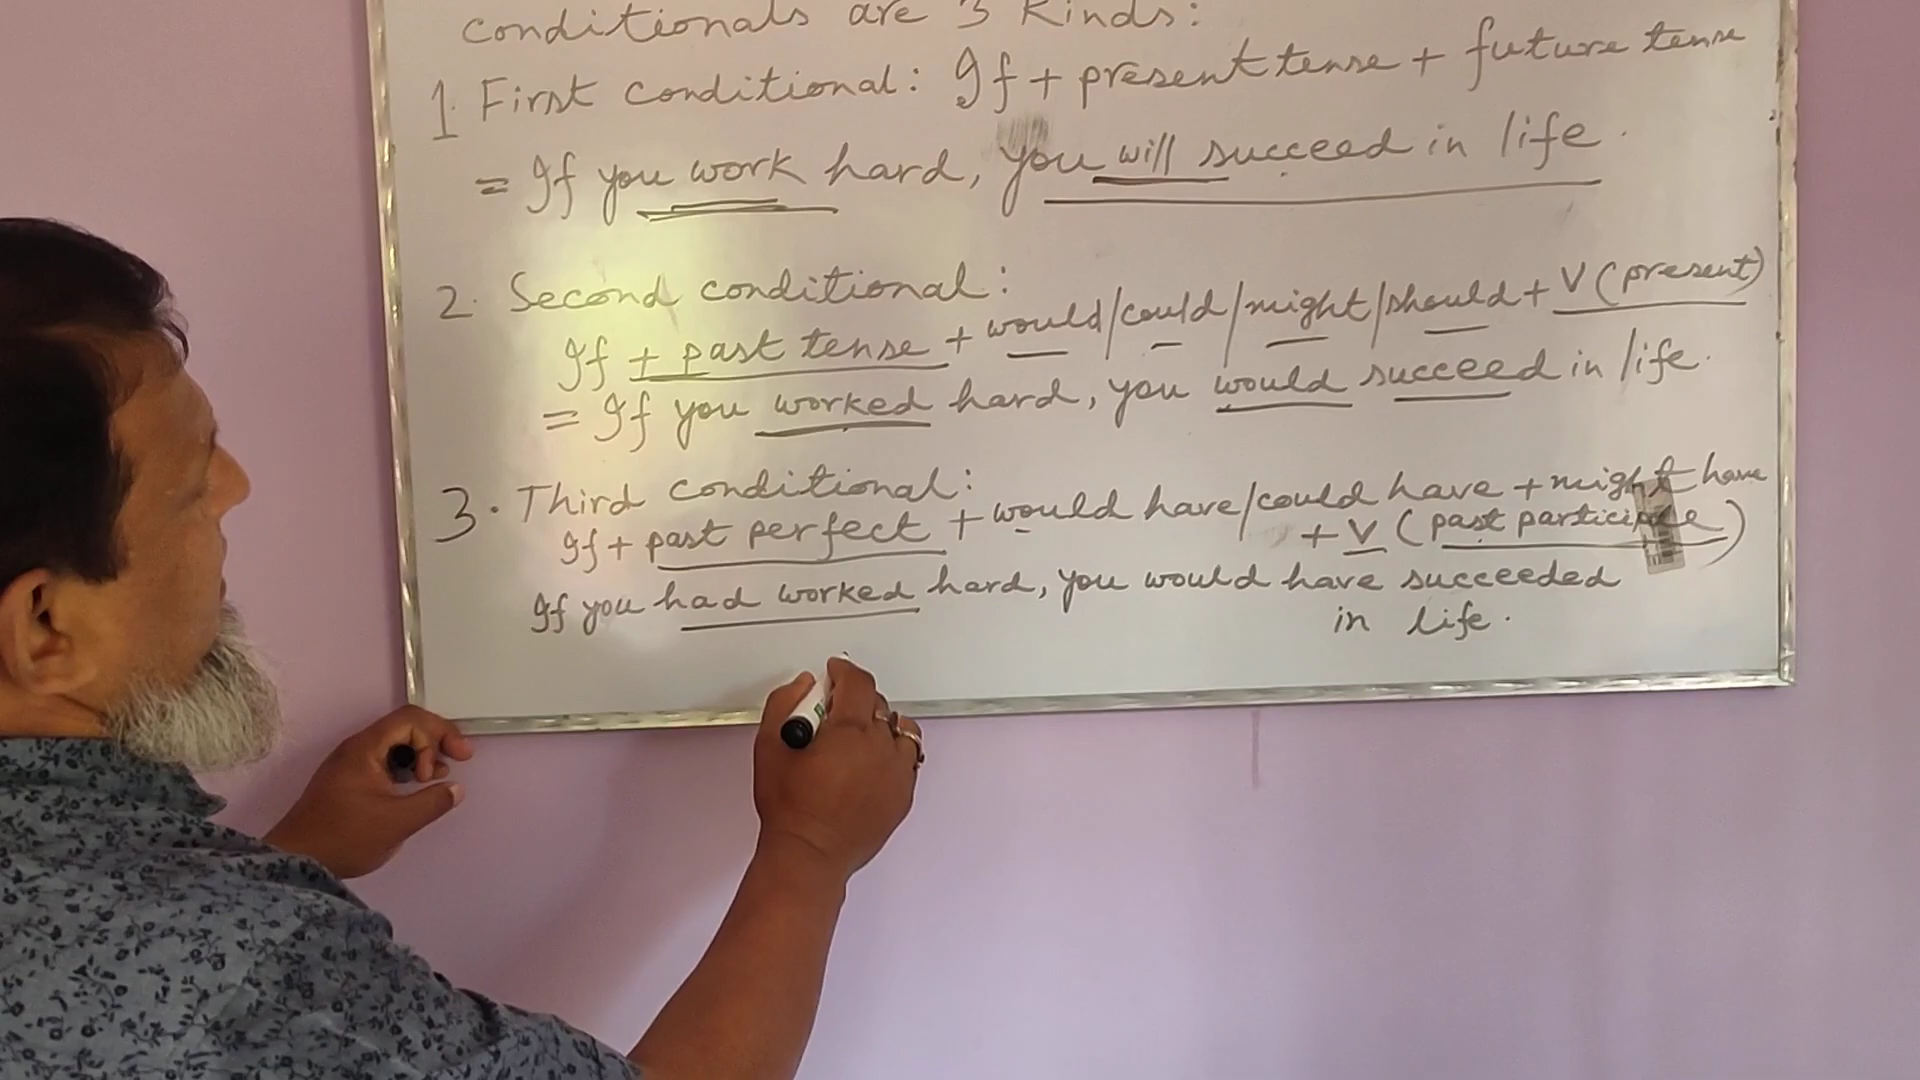 conditionals are 3 kinds:
1. First conditional: If + present tense + future tense
= If you work hard, you will succeed in life.
2. Second conditional:
If + past tense + would/could/might/should + V (present)
= If you worked hard, you would succeed in life.
3. Third conditional:
If + past perfect + would have/could have + might have
+ V (past participle)
If you had worked hard, you would have succeeded
in life.